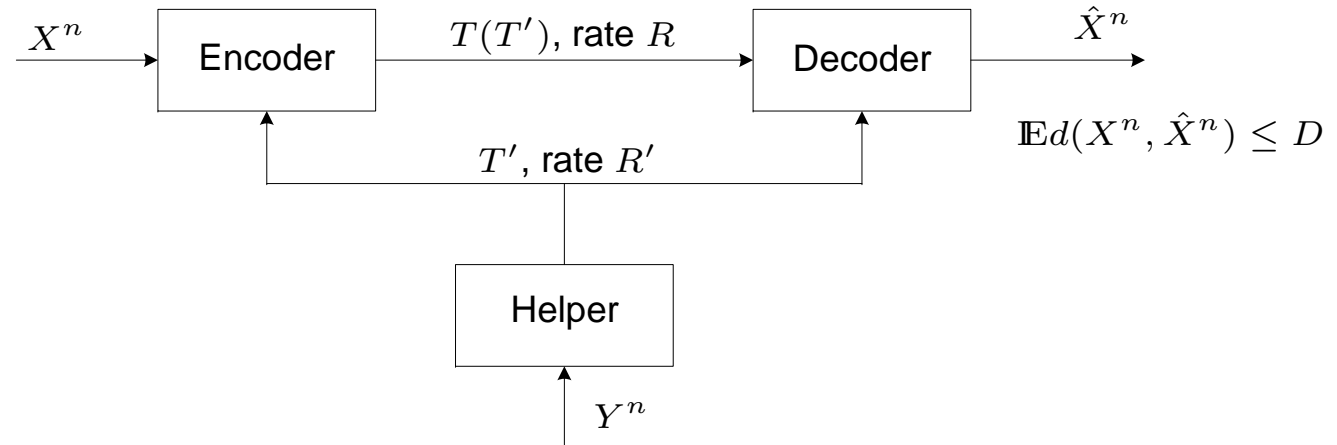 X^n
Encoder
T(T′), rate R
Decoder
X̂^n
𝔼d(X^n, X̂^n) ≤ D
T′, rate R′
Helper
Y^n